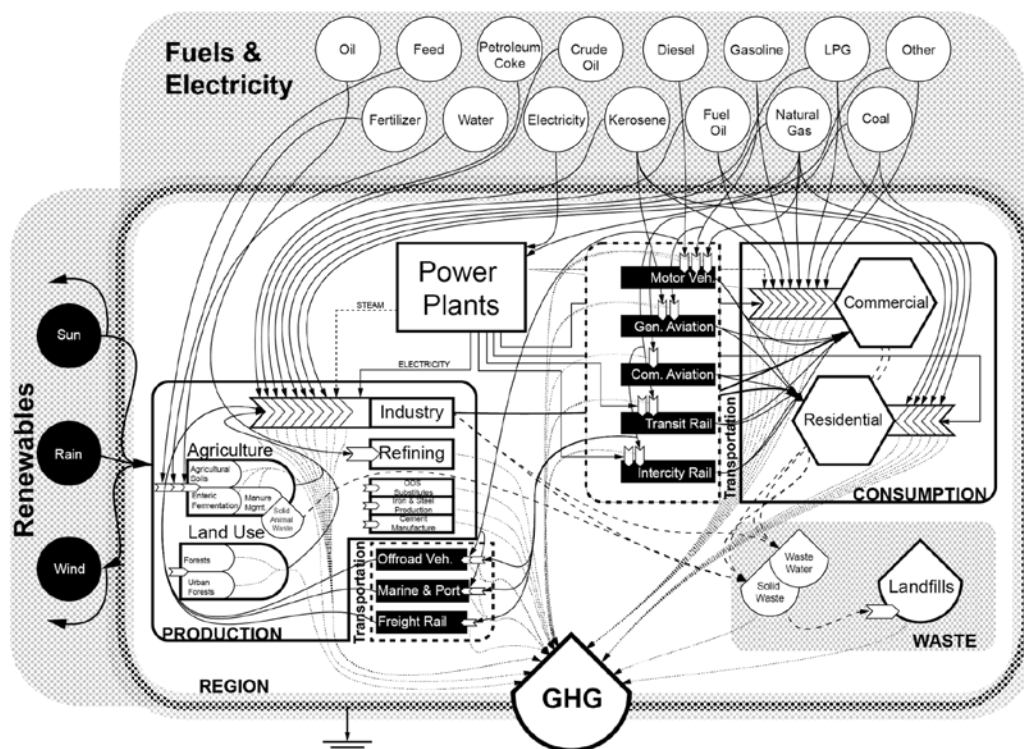 Fuels &
Electricity
Oil
Feed
Petroleum
Coke
Crude
Oil
Diesel
Gasoline
LPG
Other
Fertilizer
Water
Electricity
Kerosene
Fuel
Oil
Natural
Gas
Coal
Renewables
Sun
Rain
Wind
Power
Plants
STEAM
ELECTRICITY
Motor Veh.
Gen. Aviation
Com. Aviation
Transit Rail
Intercity Rail
Transportation
Commercial
Residential
CONSUMPTION
Industry
Refining
Agriculture
Agricultural
Soils
Enteric
Fermentation
Manure
Mgmt.
Solid
Animal
Waste
ODS
Substitutes
Iron & Steel
Production
Cement
Manufacture
Land Use
Forests
Urban
Forests
Offroad Veh.
Marine & Port
Freight Rail
Transportation
PRODUCTION
Waste
Water
Solid
Waste
Landfills
WASTE
REGION
GHG